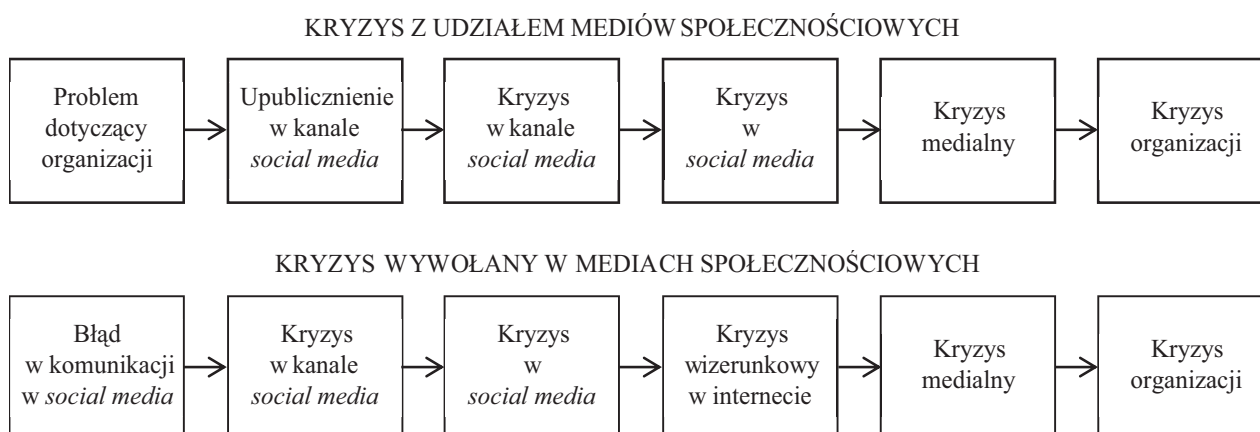 KRYZYS Z UDZIAŁEM MEDIÓW SPOŁECZNOŚCIOWYCH
Problem
dotyczący
organizacji
Upublicznienie
w kanale
social media
Kryzys
w kanale
social media
Kryzys
w
social media
Kryzys
medialny
Kryzys
organizacji
KRYZYS WYWOŁANY W MEDIACH SPOŁECZNOŚCIOWYCH
Błąd
w komunikacji
w social media
Kryzys
w kanale
social media
Kryzys
w
social media
Kryzys
wizerunkowy
w internecie
Kryzys
medialny
Kryzys
organizacji